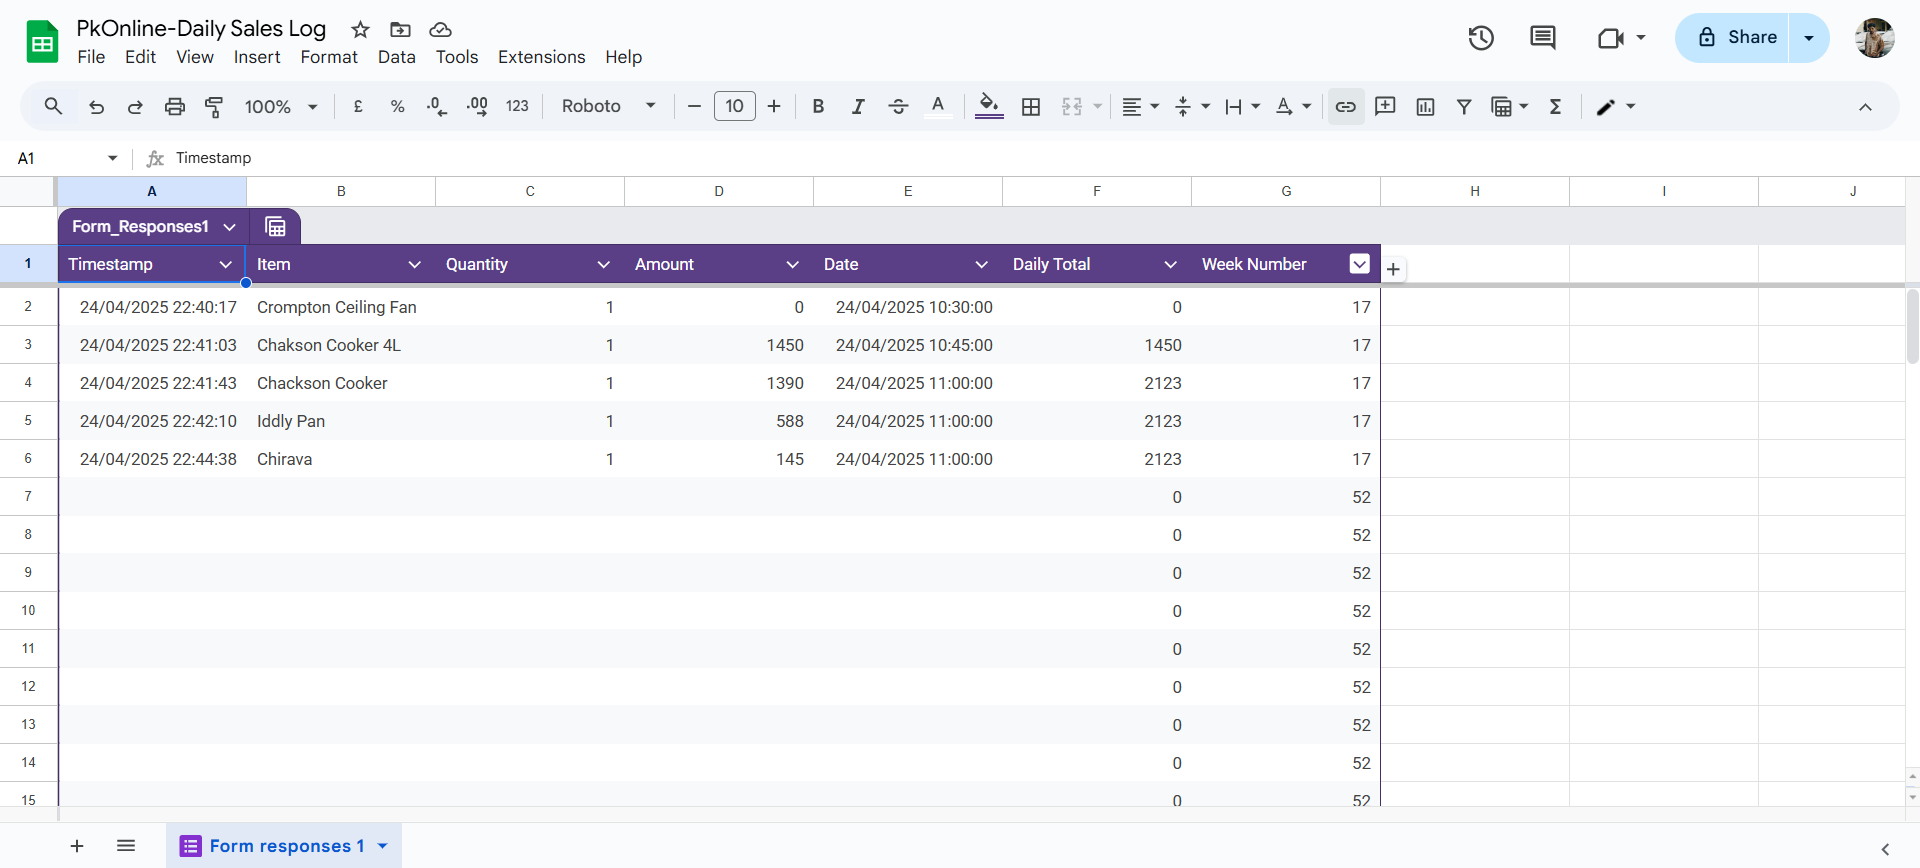 PkOnline-Daily Sales Log
File Edit View Insert Format Data Tools Extensions Help
Share
100% £ % .0 .00 123 Roboto 10 B I A
A1 fx Timestamp
A B C D E F G H I J
Form_Responses1
1 Timestamp Item Quantity Amount Date Daily Total Week Number
2 24/04/2025 22:40:17 Crompton Ceiling Fan 1 0 24/04/2025 10:30:00 0 17
3 24/04/2025 22:41:03 Chakson Cooker 4L 1 1450 24/04/2025 10:45:00 1450 17
4 24/04/2025 22:41:43 Chackson Cooker 1 1390 24/04/2025 11:00:00 2123 17
5 24/04/2025 22:42:10 Iddly Pan 1 588 24/04/2025 11:00:00 2123 17
6 24/04/2025 22:44:38 Chirava 1 145 24/04/2025 11:00:00 2123 17
7 0 52
8 0 52
9 0 52
10 0 52
11 0 52
12 0 52
13 0 52
14 0 52
15 0 52
Form responses 1